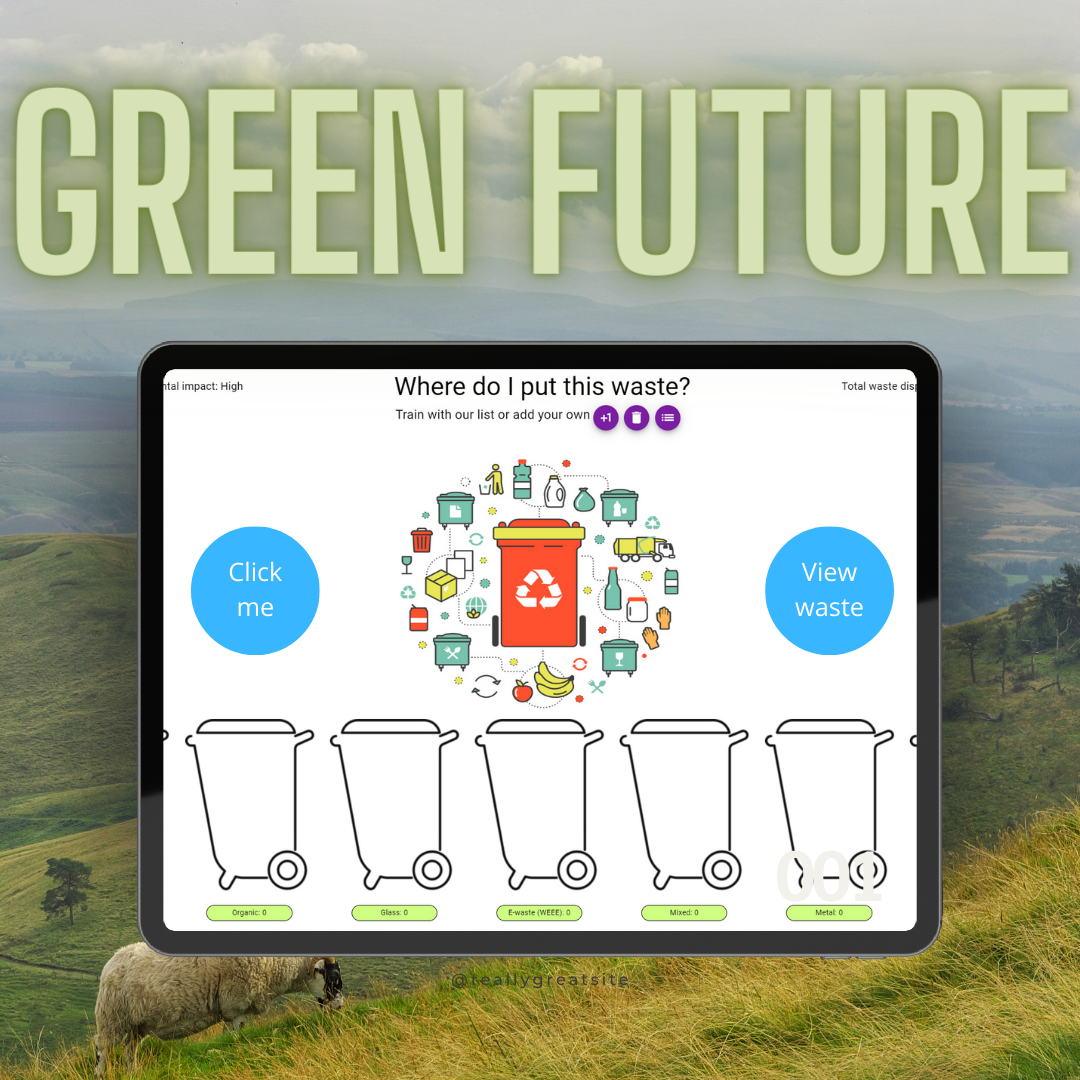 GREEN FUTURE
ntal impact: High
Where do I put this waste?
Total waste disp
Train with our list or add your own
+1
Click
me
View
waste
001
Organic: 0
Glass: 0
E-waste (WEEE): 0
Mixed: 0
Metal: 0
@reallygreatsite